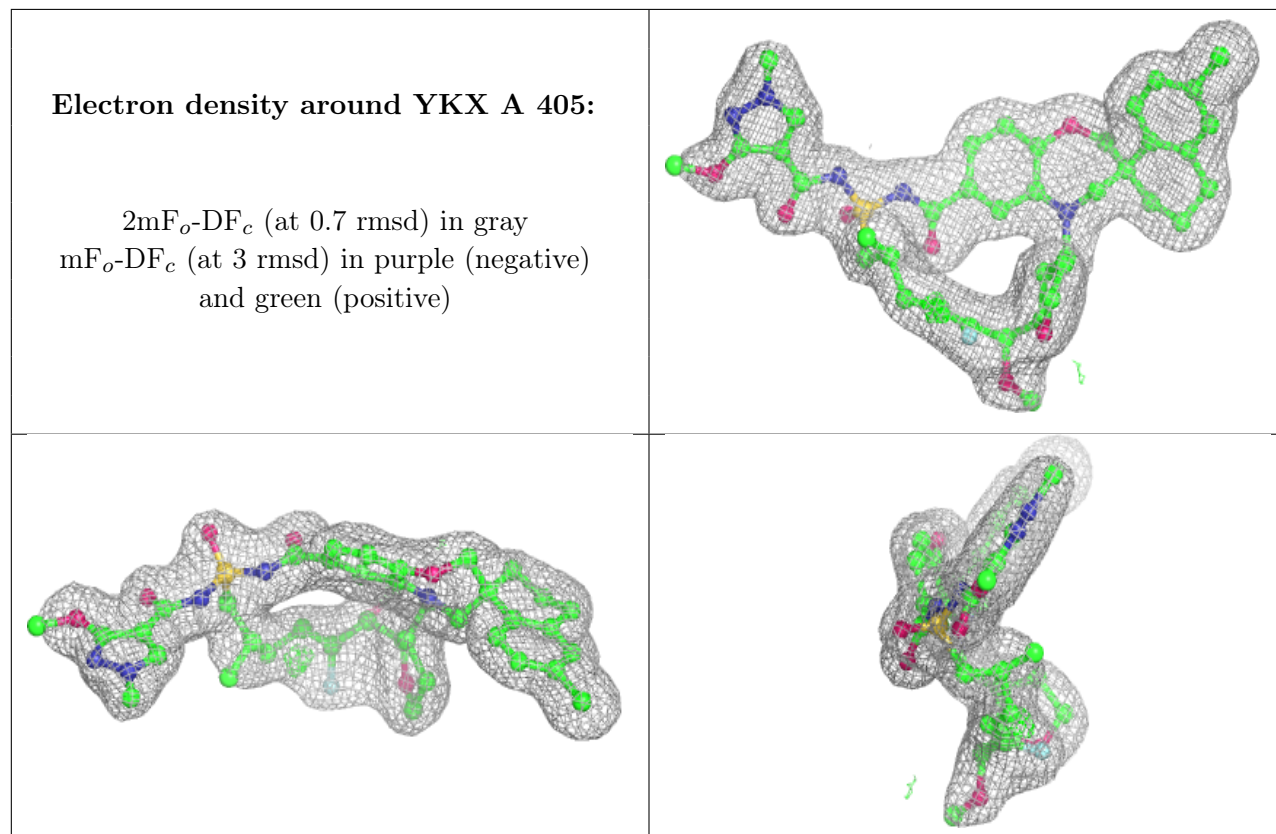 Electron density around YKX A 405:
2mFo-DFc (at 0.7 rmsd) in gray
mFo-DFc (at 3 rmsd) in purple (negative)
and green (positive)